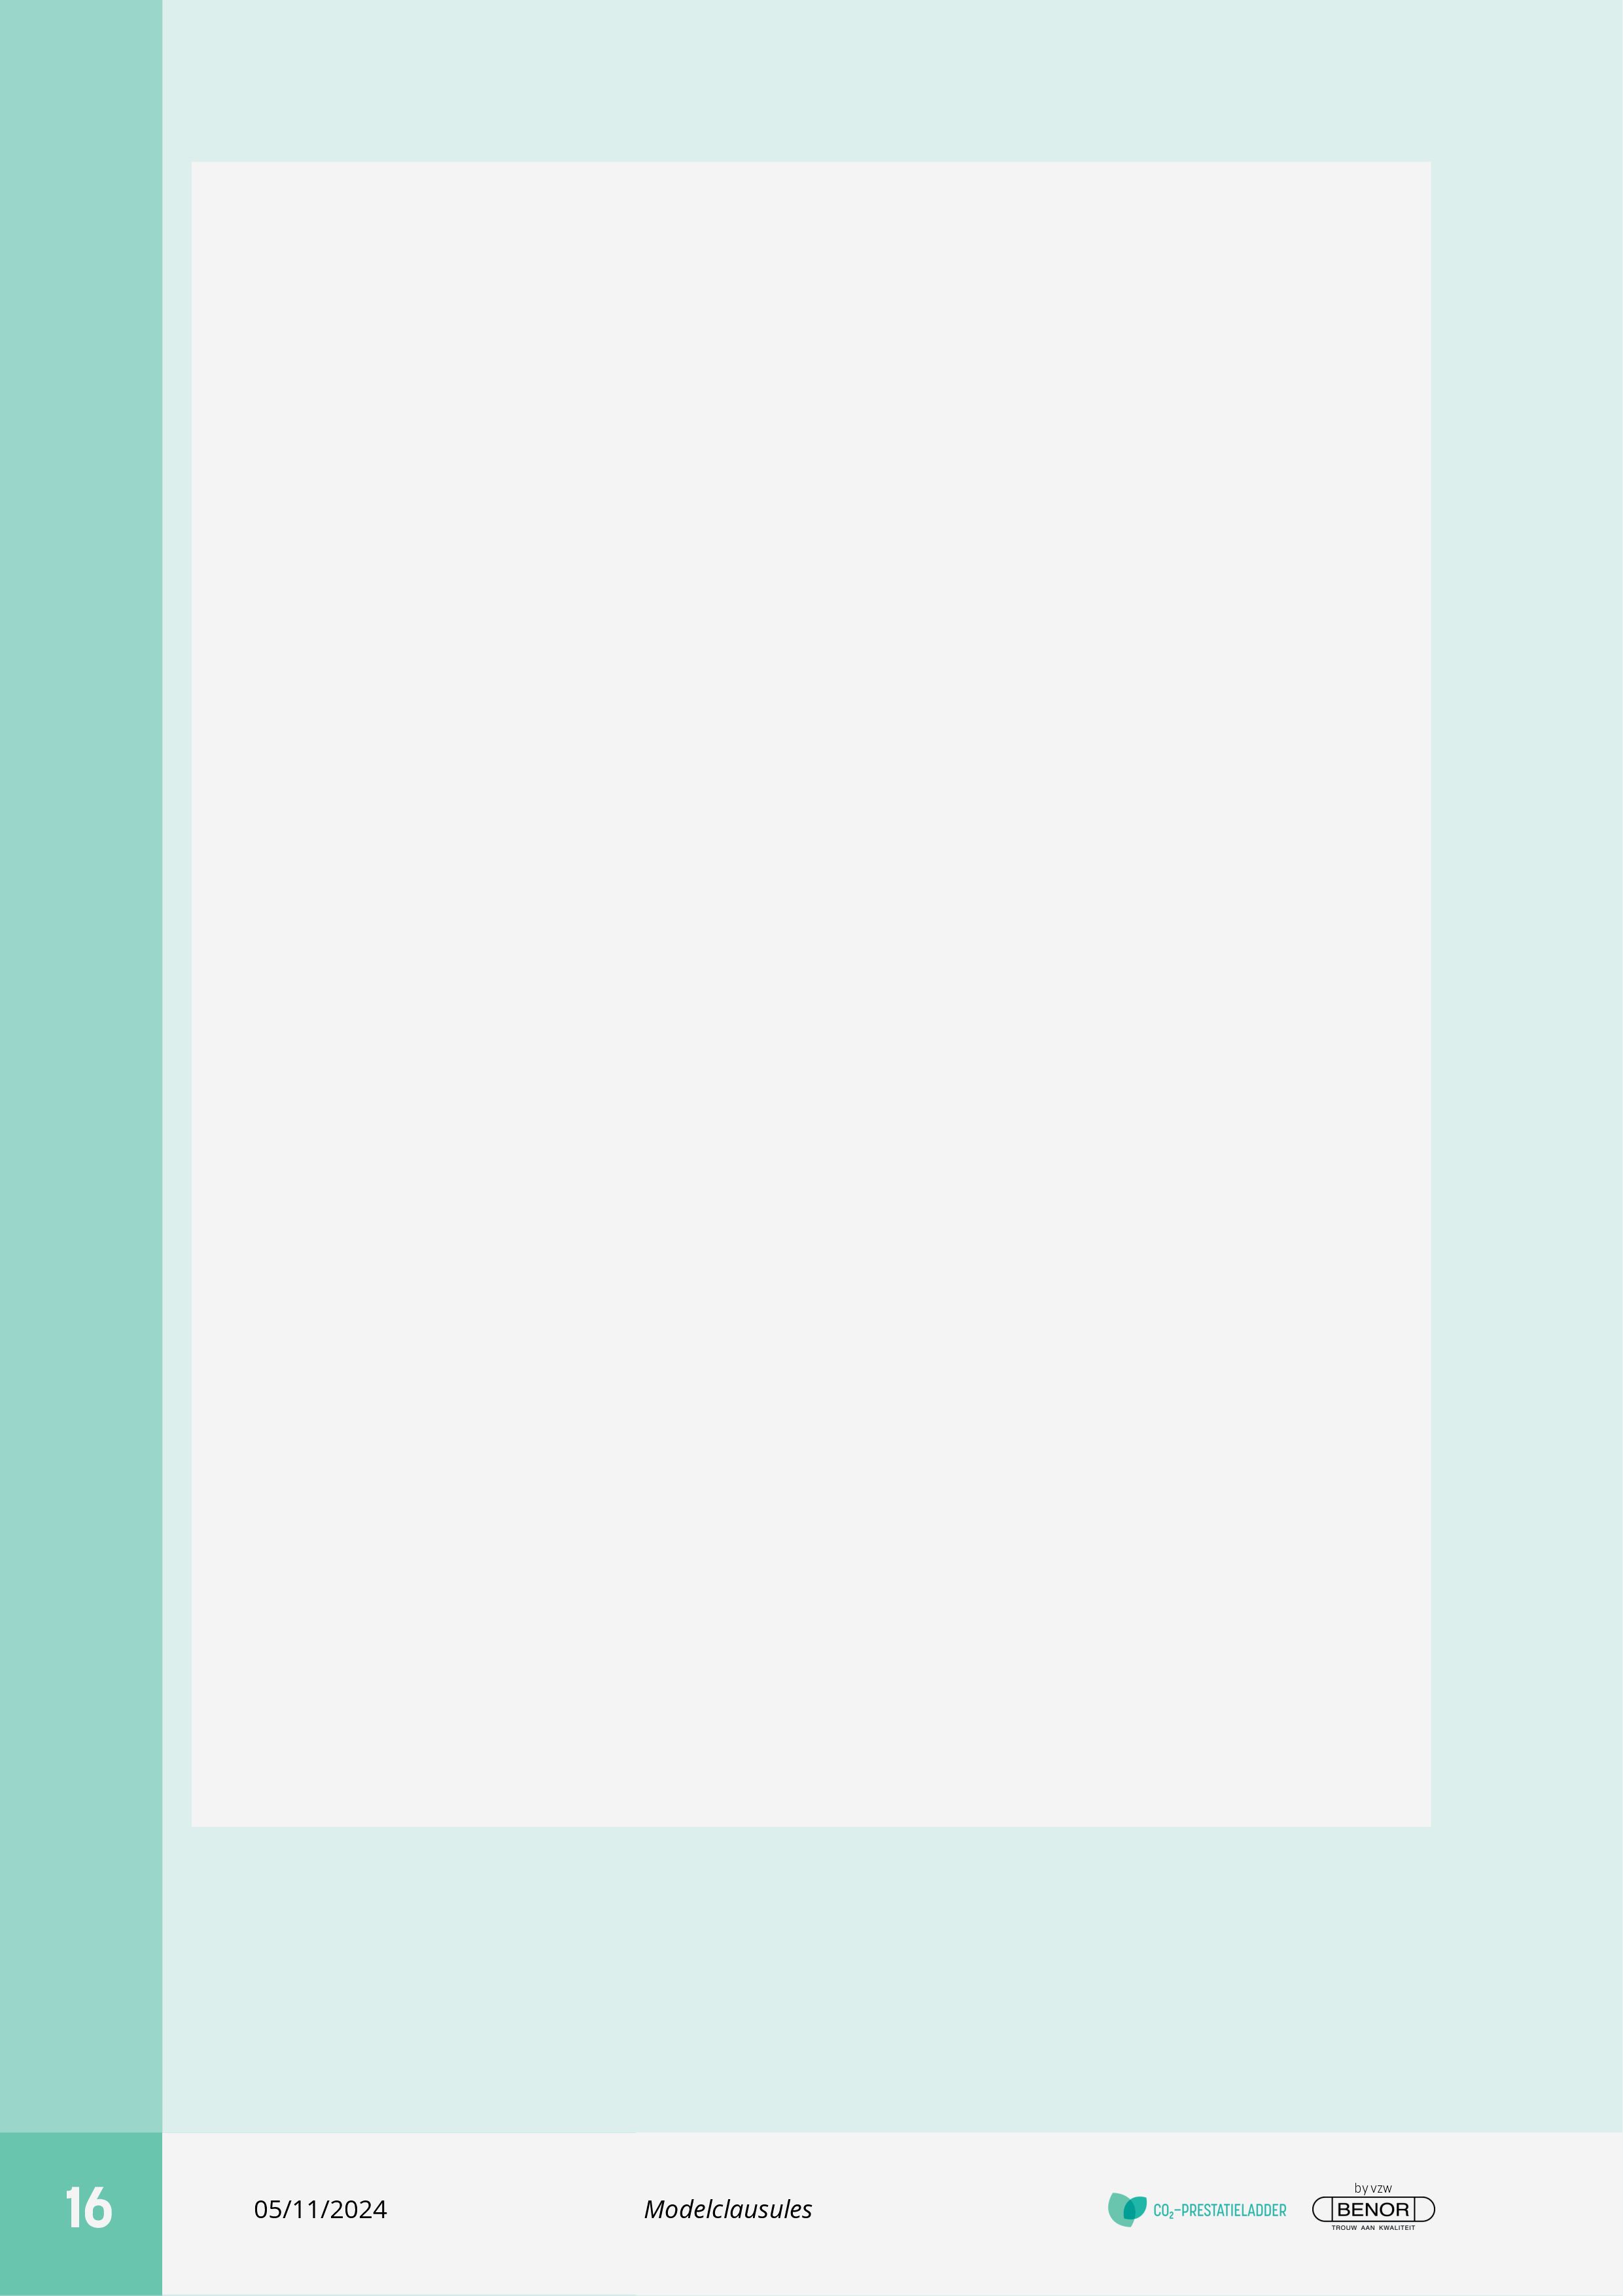 16
05/11/2024
Modelclausules
CO₂-PRESTATIELADDER
by vzw
BENOR
TROUW AAN KWALITEIT